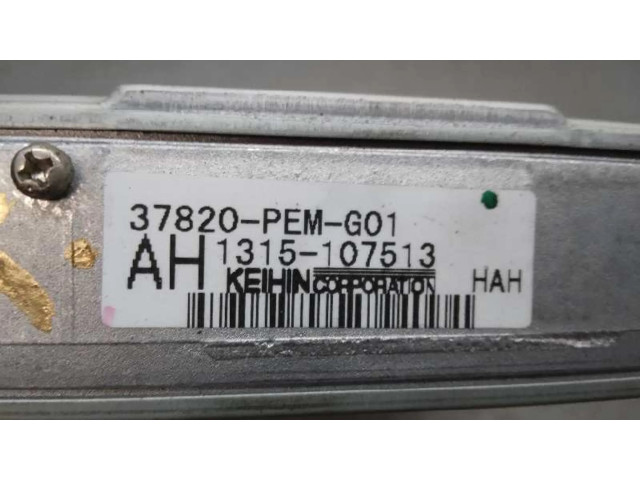 37820-PEM-G01
AH 1315-107513
KEIHIN CORPORATION HAH